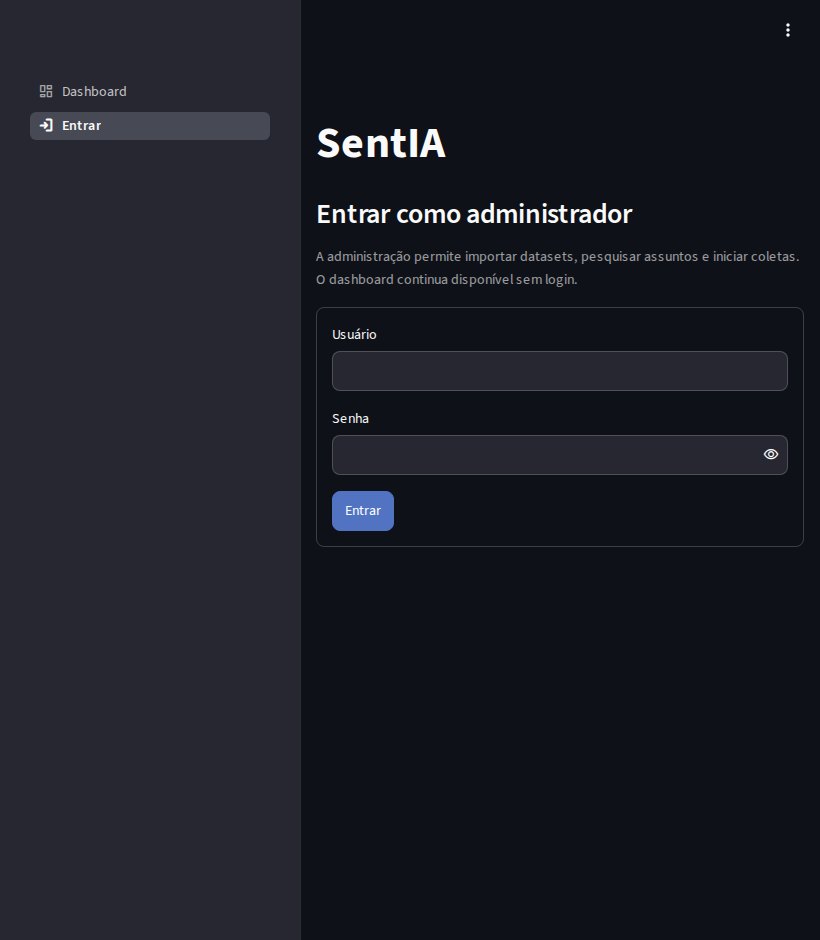 Dashboard
Entrar
SentIA
Entrar como administrador
A administração permite importar datasets, pesquisar assuntos e iniciar coletas.
O dashboard continua disponível sem login.
Usuário
Senha
Entrar